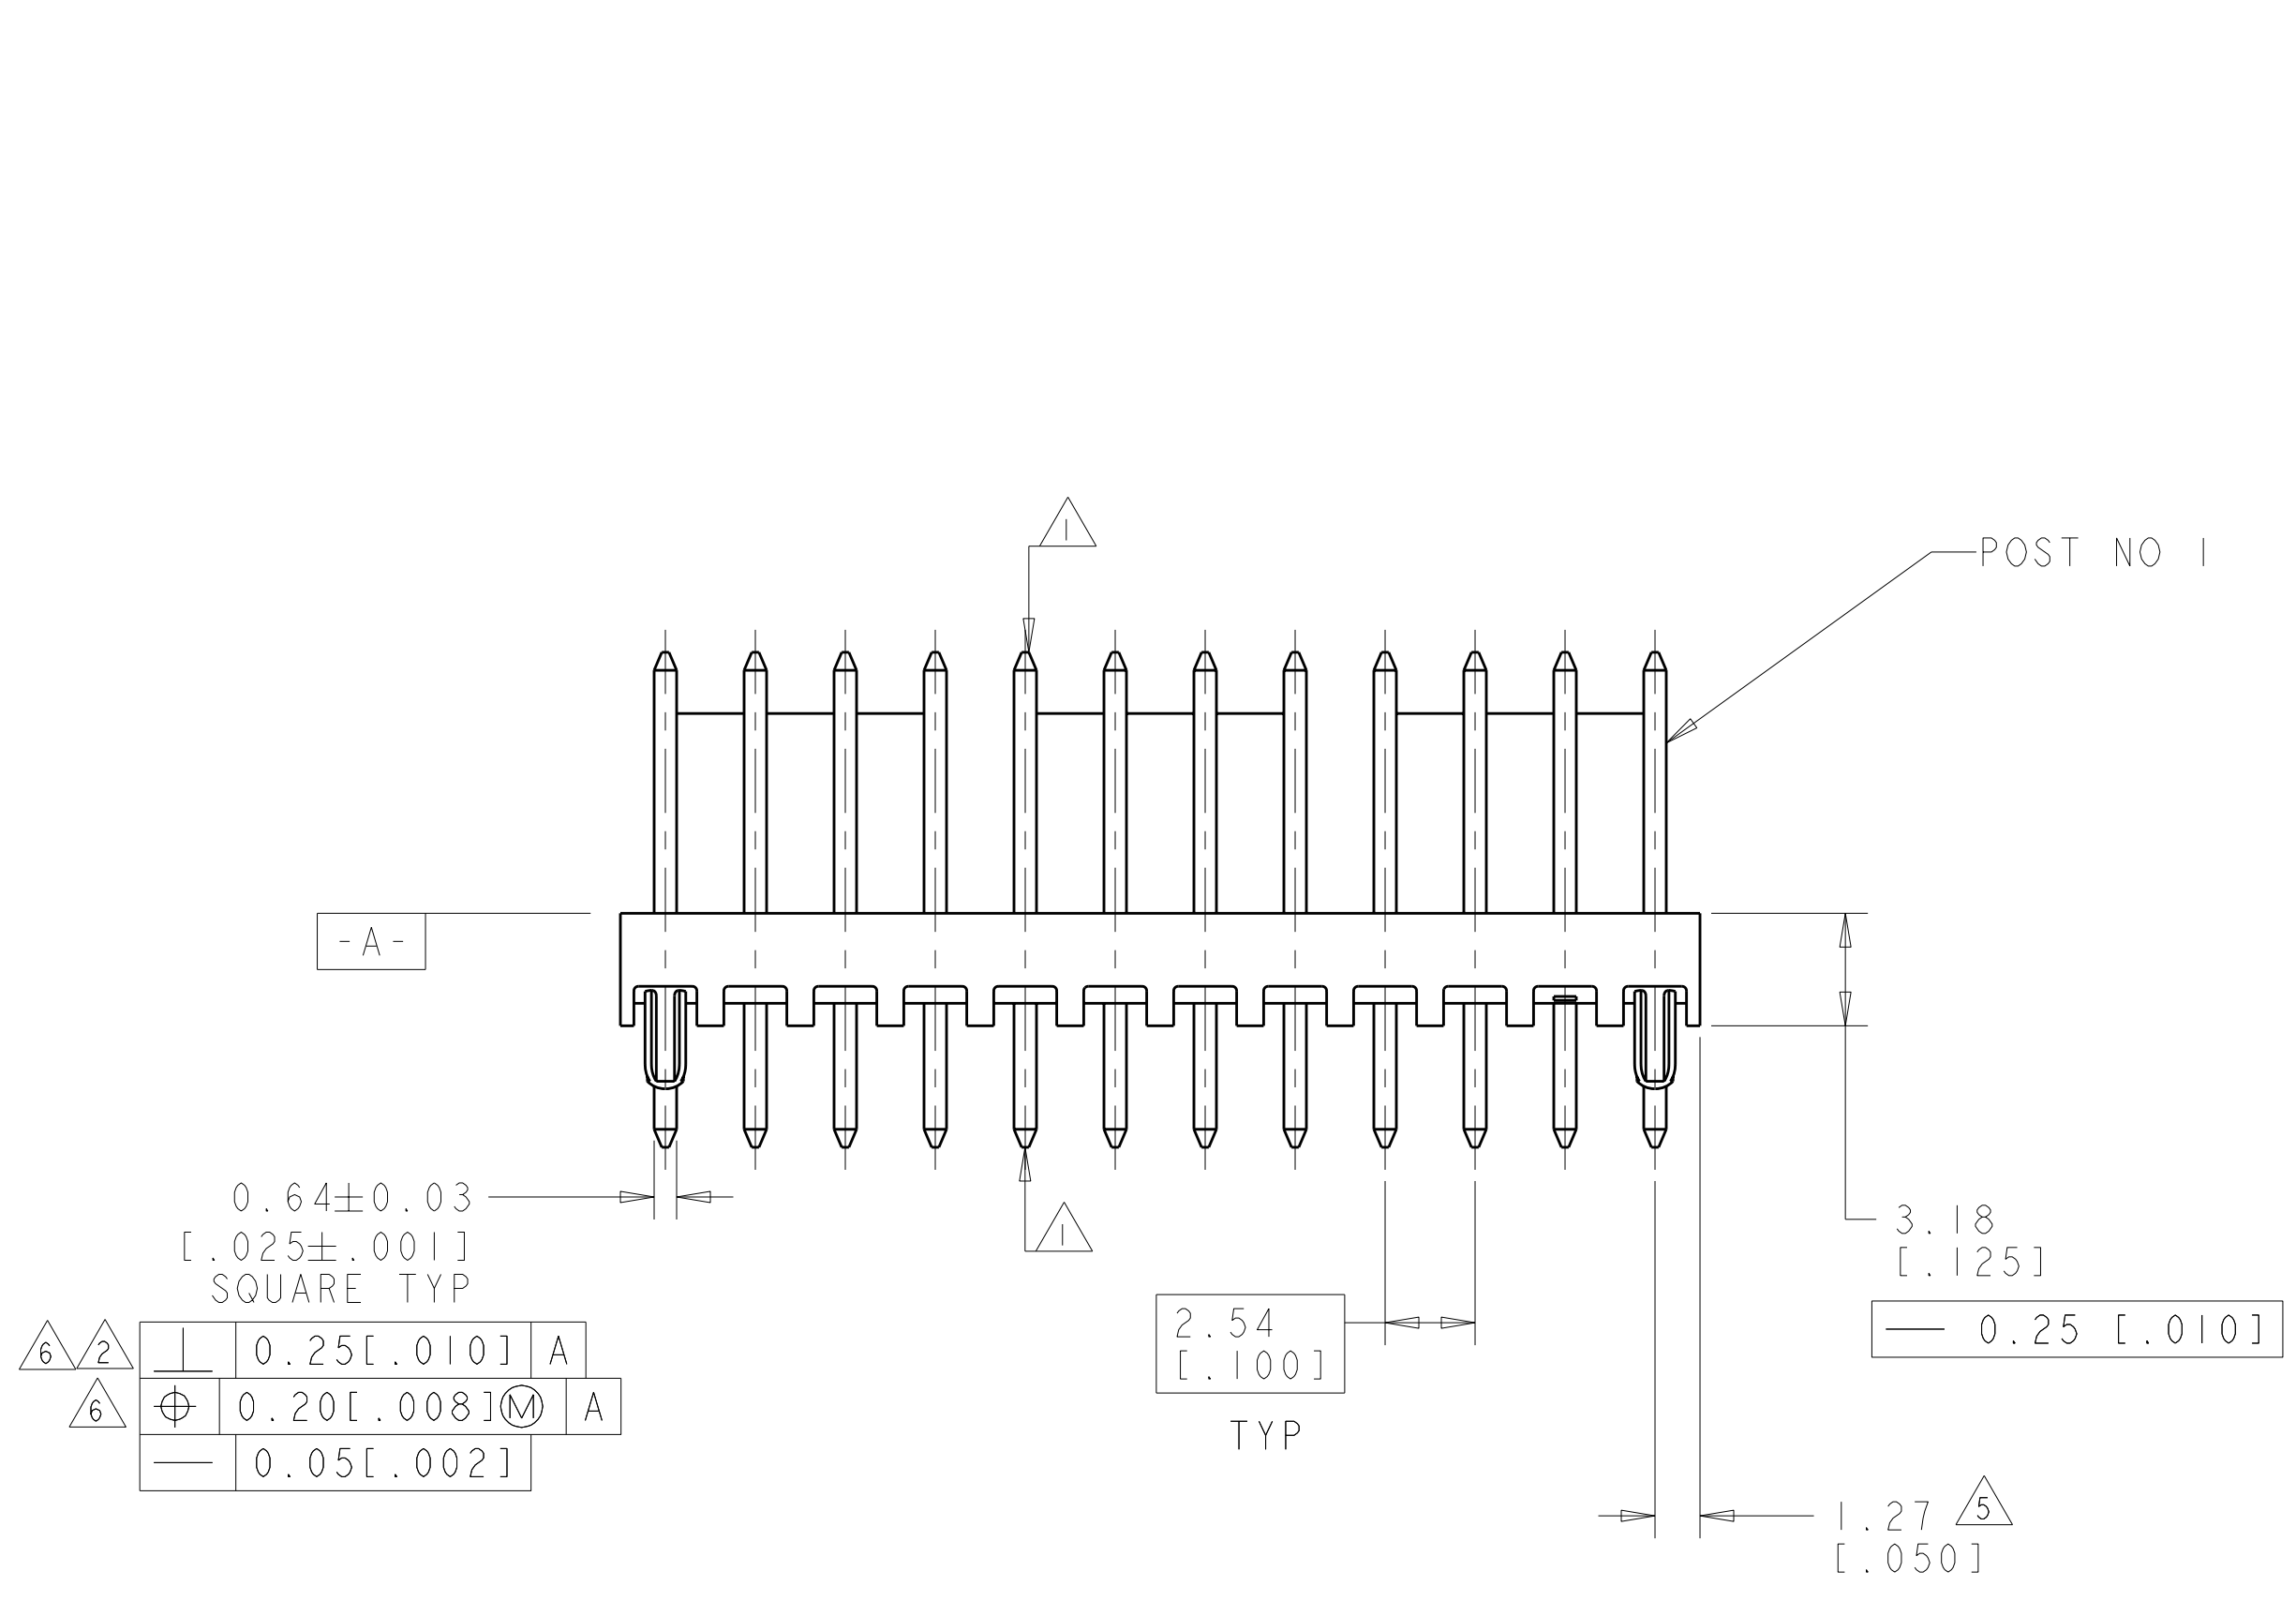 1
POST NO 1
-A-
0.64±0.03
[.025±.001]
SQUARE TYP
6 2 ⊥ 0.25[.010] A
6 ⌖ 0.20[.008]Ⓜ A
— 0.05[.002]
1
2.54
[.100]
TYP
3.18
[.125]
— 0.25 [.010]
1.27 5
[.050]